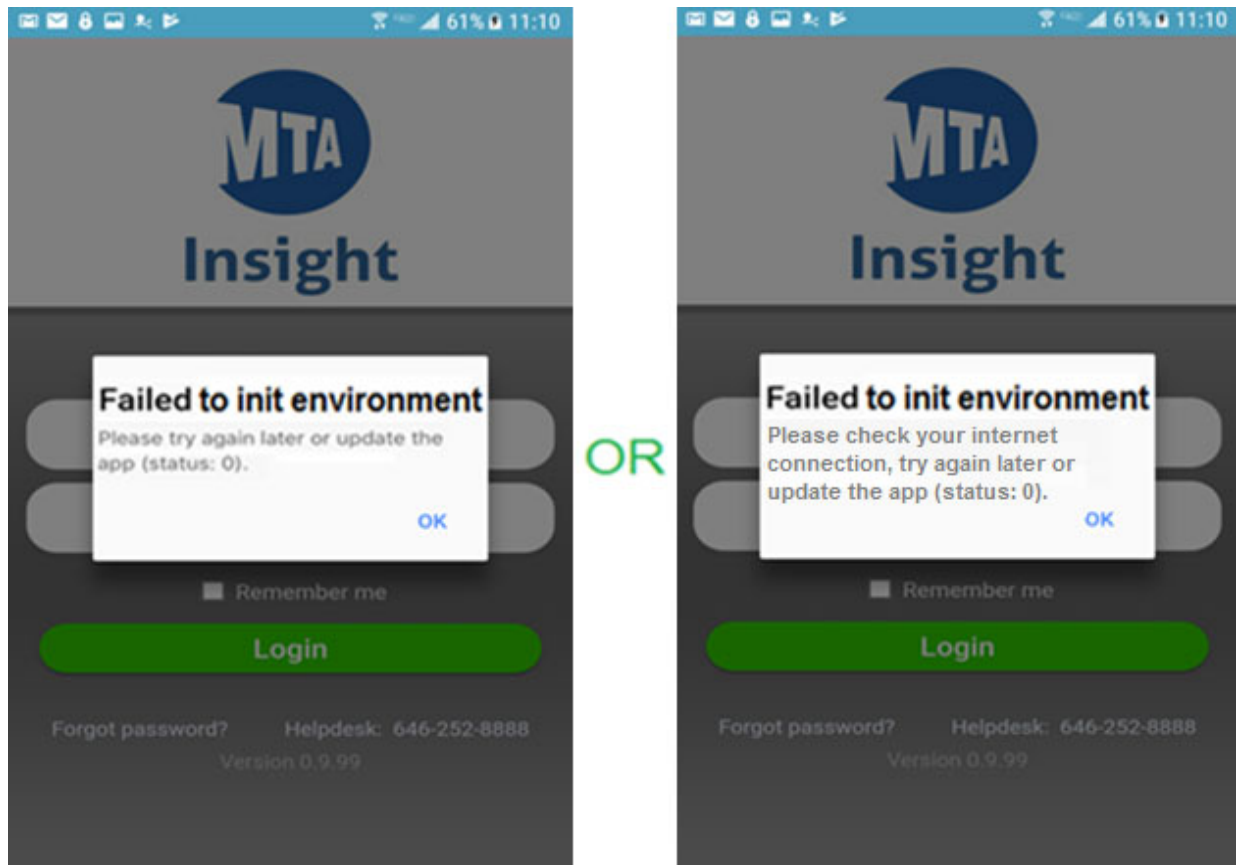 61% 11:10
MTA
Insight
Failed to init environment
Please try again later or update the
app (status: 0).
OK
Remember me
Login
Forgot password? Helpdesk: 646-252-8888
Version 0.9.99
OR
61% 11:10
MTA
Insight
Failed to init environment
Please check your internet
connection, try again later or
update the app (status: 0).
OK
Remember me
Login
Forgot password? Helpdesk: 646-252-8888
Version 0.9.99